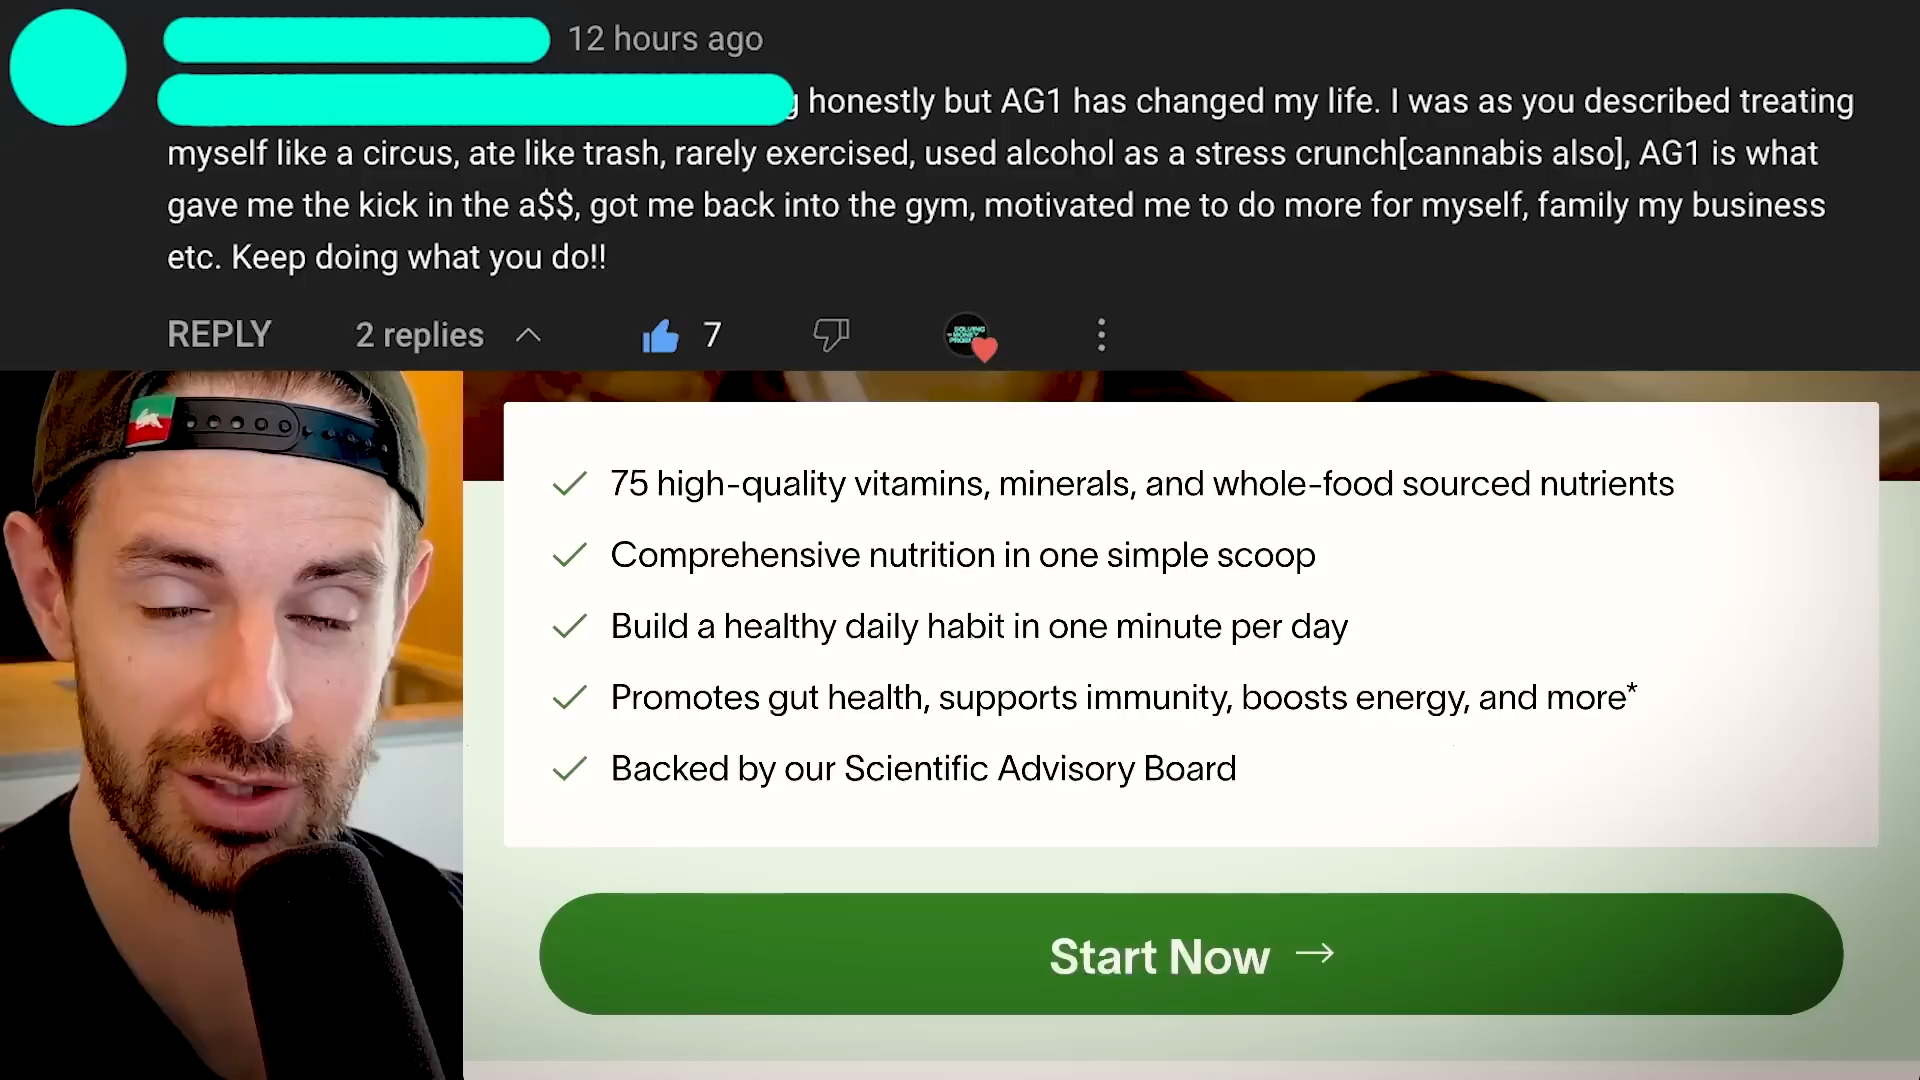 12 hours ago
honestly but AG1 has changed my life. I was as you described treating
myself like a circus, ate like trash, rarely exercised, used alcohol as a stress crunch[cannabis also], AG1 is what
gave me the kick in the a$$, got me back into the gym, motivated me to do more for myself, family my business
etc. Keep doing what you do!!
REPLY 2 replies 7
SOLVING
MONEY
75 high-quality vitamins, minerals, and whole-food sourced nutrients
Comprehensive nutrition in one simple scoop
Build a healthy daily habit in one minute per day
Promotes gut health, supports immunity, boosts energy, and more*
Backed by our Scientific Advisory Board
Start Now →